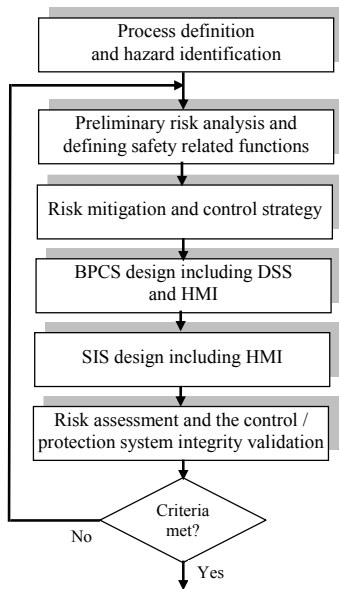 Process definition
and hazard identification
Preliminary risk analysis and
defining safety related functions
Risk mitigation and control strategy
BPCS design including DSS
and HMI
SIS design including HMI
Risk assessment and the control /
protection system integrity validation
Criteria
met?
No
Yes